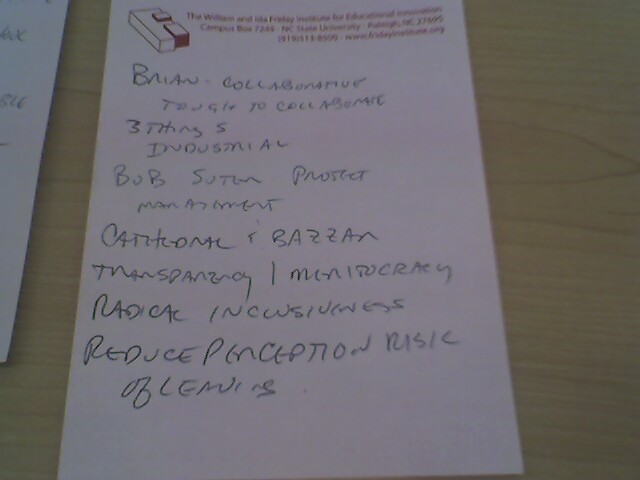 The William and Ida Friday Institute for Educational Innovation
Campus Box 7249 · NC State University · Raleigh, NC 27695
(919)513-8500 · www.fridayinstitute.org
BRIAN - COLLABORATIVE
TOUGH TO COLLABORATE
3 THINGS
INDUSTRIAL
BOB SUTOR PROJECT
MANAGEMENT
CATHEDRAL & BAZZAR
TRANSPARENCY / MERITOCRACY
RADICAL INCLUSIVENESS
REDUCE PERCEPTION RISK
OF
BLE